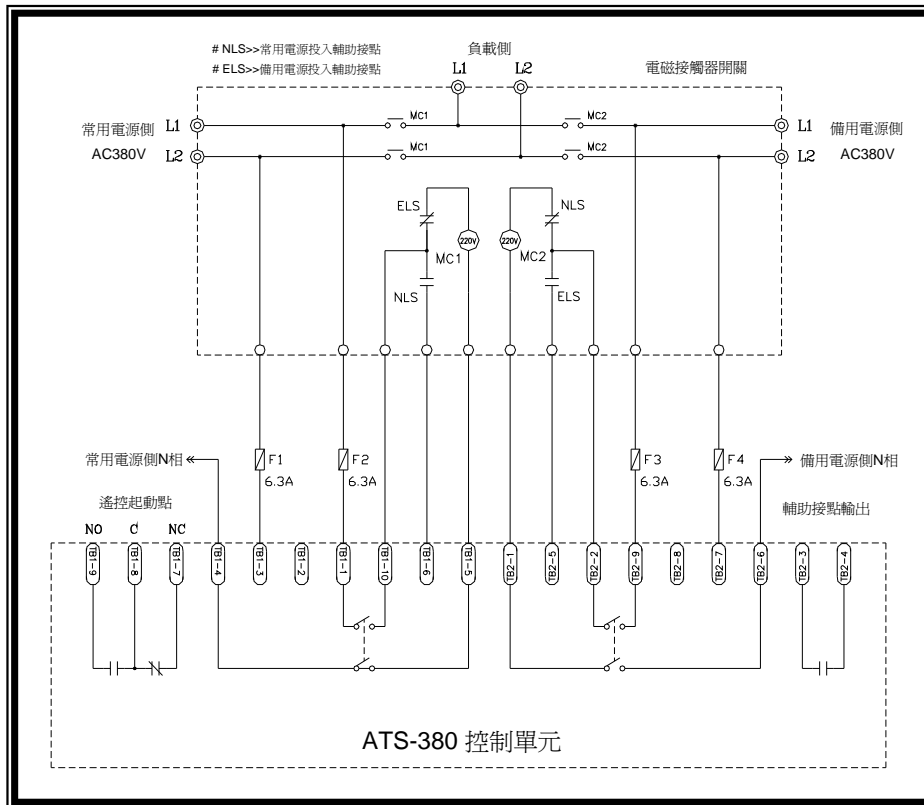 # NLS>>常用電源投入輔助接點
# ELS>>備用電源投入輔助接點
負載側
L1 L2
電磁接觸器開關
常用電源側
AC380V
L1
L2
MC1
MC1
MC2
MC2
L1
L2
備用電源側
AC380V
ELS
NLS
220V
MC1
220V
MC2
NLS
ELS
常用電源側N相
F1
6.3A
F2
6.3A
F3
6.3A
F4
6.3A
備用電源側N相
遙控起動點
輔助接點輸出
NO C NC
TB1-9
TB1-8
TB1-7
TB1-4
TB1-3
TB1-2
TB1-1
TB1-10
TB1-6
TB1-5
TB2-1
TB2-5
TB2-2
TB2-9
TB2-8
TB2-7
TB2-6
TB2-3
TB2-4
ATS-380 控制單元